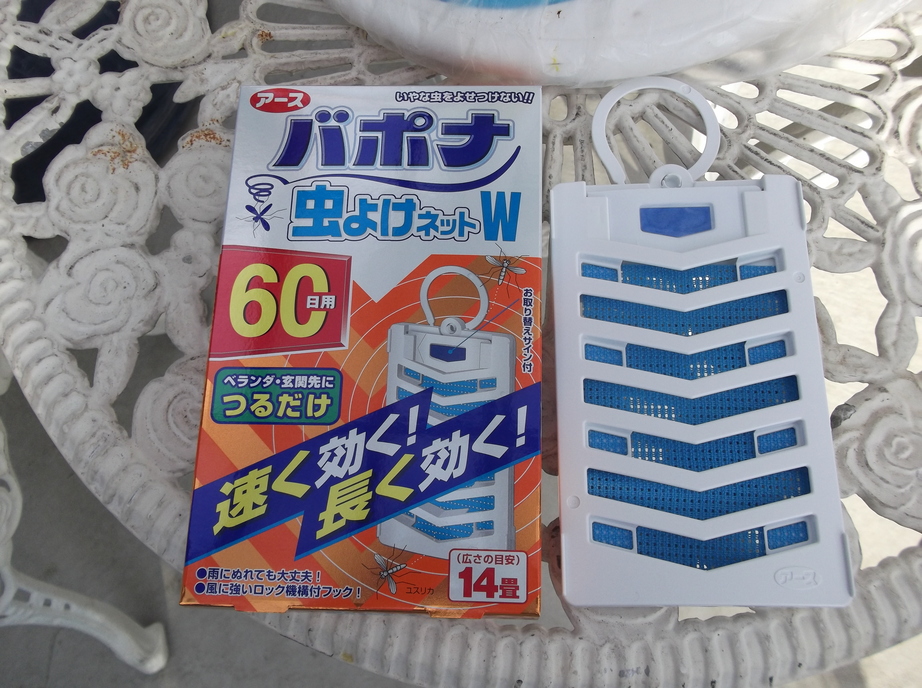 アース
いやな虫をよせつけない!!
バポナ
虫よけネットW
60日用
お取り替えサイン付
ベランダ・玄関先に
つるだけ
速く効く!
長く効く!
●雨にぬれても大丈夫!
●風に強いロック機構付フック!
ユスリカ
(広さの目安)
14畳
アース